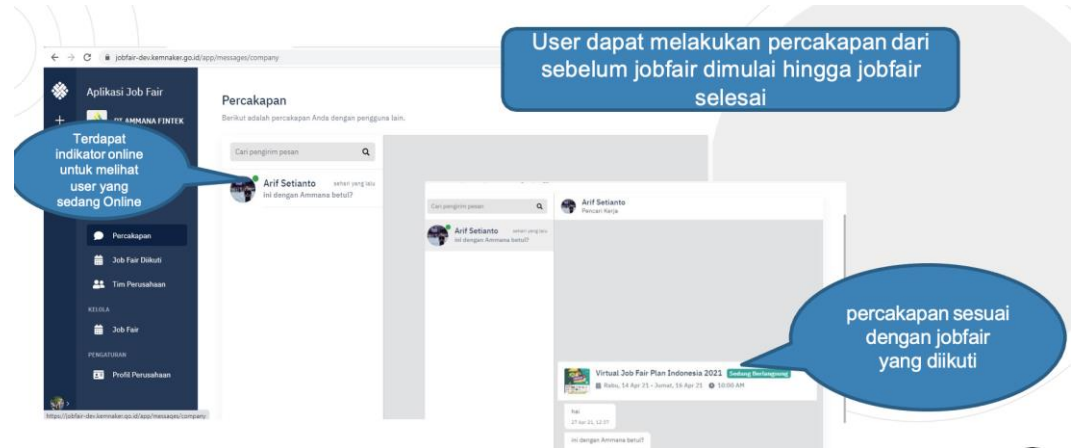 User dapat melakukan percakapan dari
sebelum jobfair dimulai hingga jobfair
selesai
jobfair-dev.kemnaker.go.id/app/messages/company
Aplikasi Job Fair
PT AMMANA FINTEK
Terdapat
indikator online
untuk melihat
user yang
sedang Online
Percakapan
Job Fair Diikuti
Tim Perusahaan
KELOLA
Job Fair
PENGATURAN
Profil Perusahaan
https://jobfair-dev.kemnaker.go.id/app/messages/company
Percakapan
Berikut adalah percakapan Anda dengan pengguna lain.
Cari pengirim pesan
Arif Setianto sehari yang lalu
ini dengan Ammana betul?
Cari pengirim pesan
Arif Setianto sehari yang lalu
ini dengan Ammana betul?
Arif Setianto
Pencari Kerja
percakapan sesuai
dengan jobfair
yang diikuti
Virtual Job Fair Plan Indonesia 2021 Sedang Berlangsung
Rabu, 14 Apr 21 - Jumat, 16 Apr 21 10:00 AM
hai
27 Apr 21, 12:07
ini dengan Ammana betul?